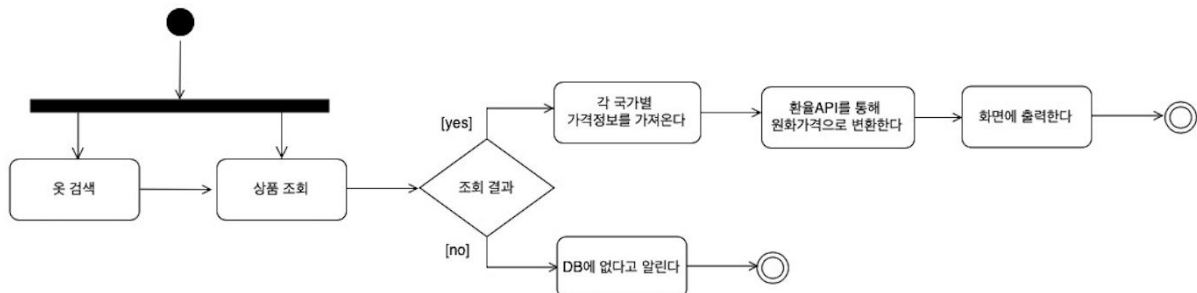 [yes]
각 국가별
가격정보를 가져온다
환율API를 통해
원화가격으로 변환한다
화면에 출력한다
옷 검색
상품 조회
조회 결과
[no]
DB에 없다고 알린다